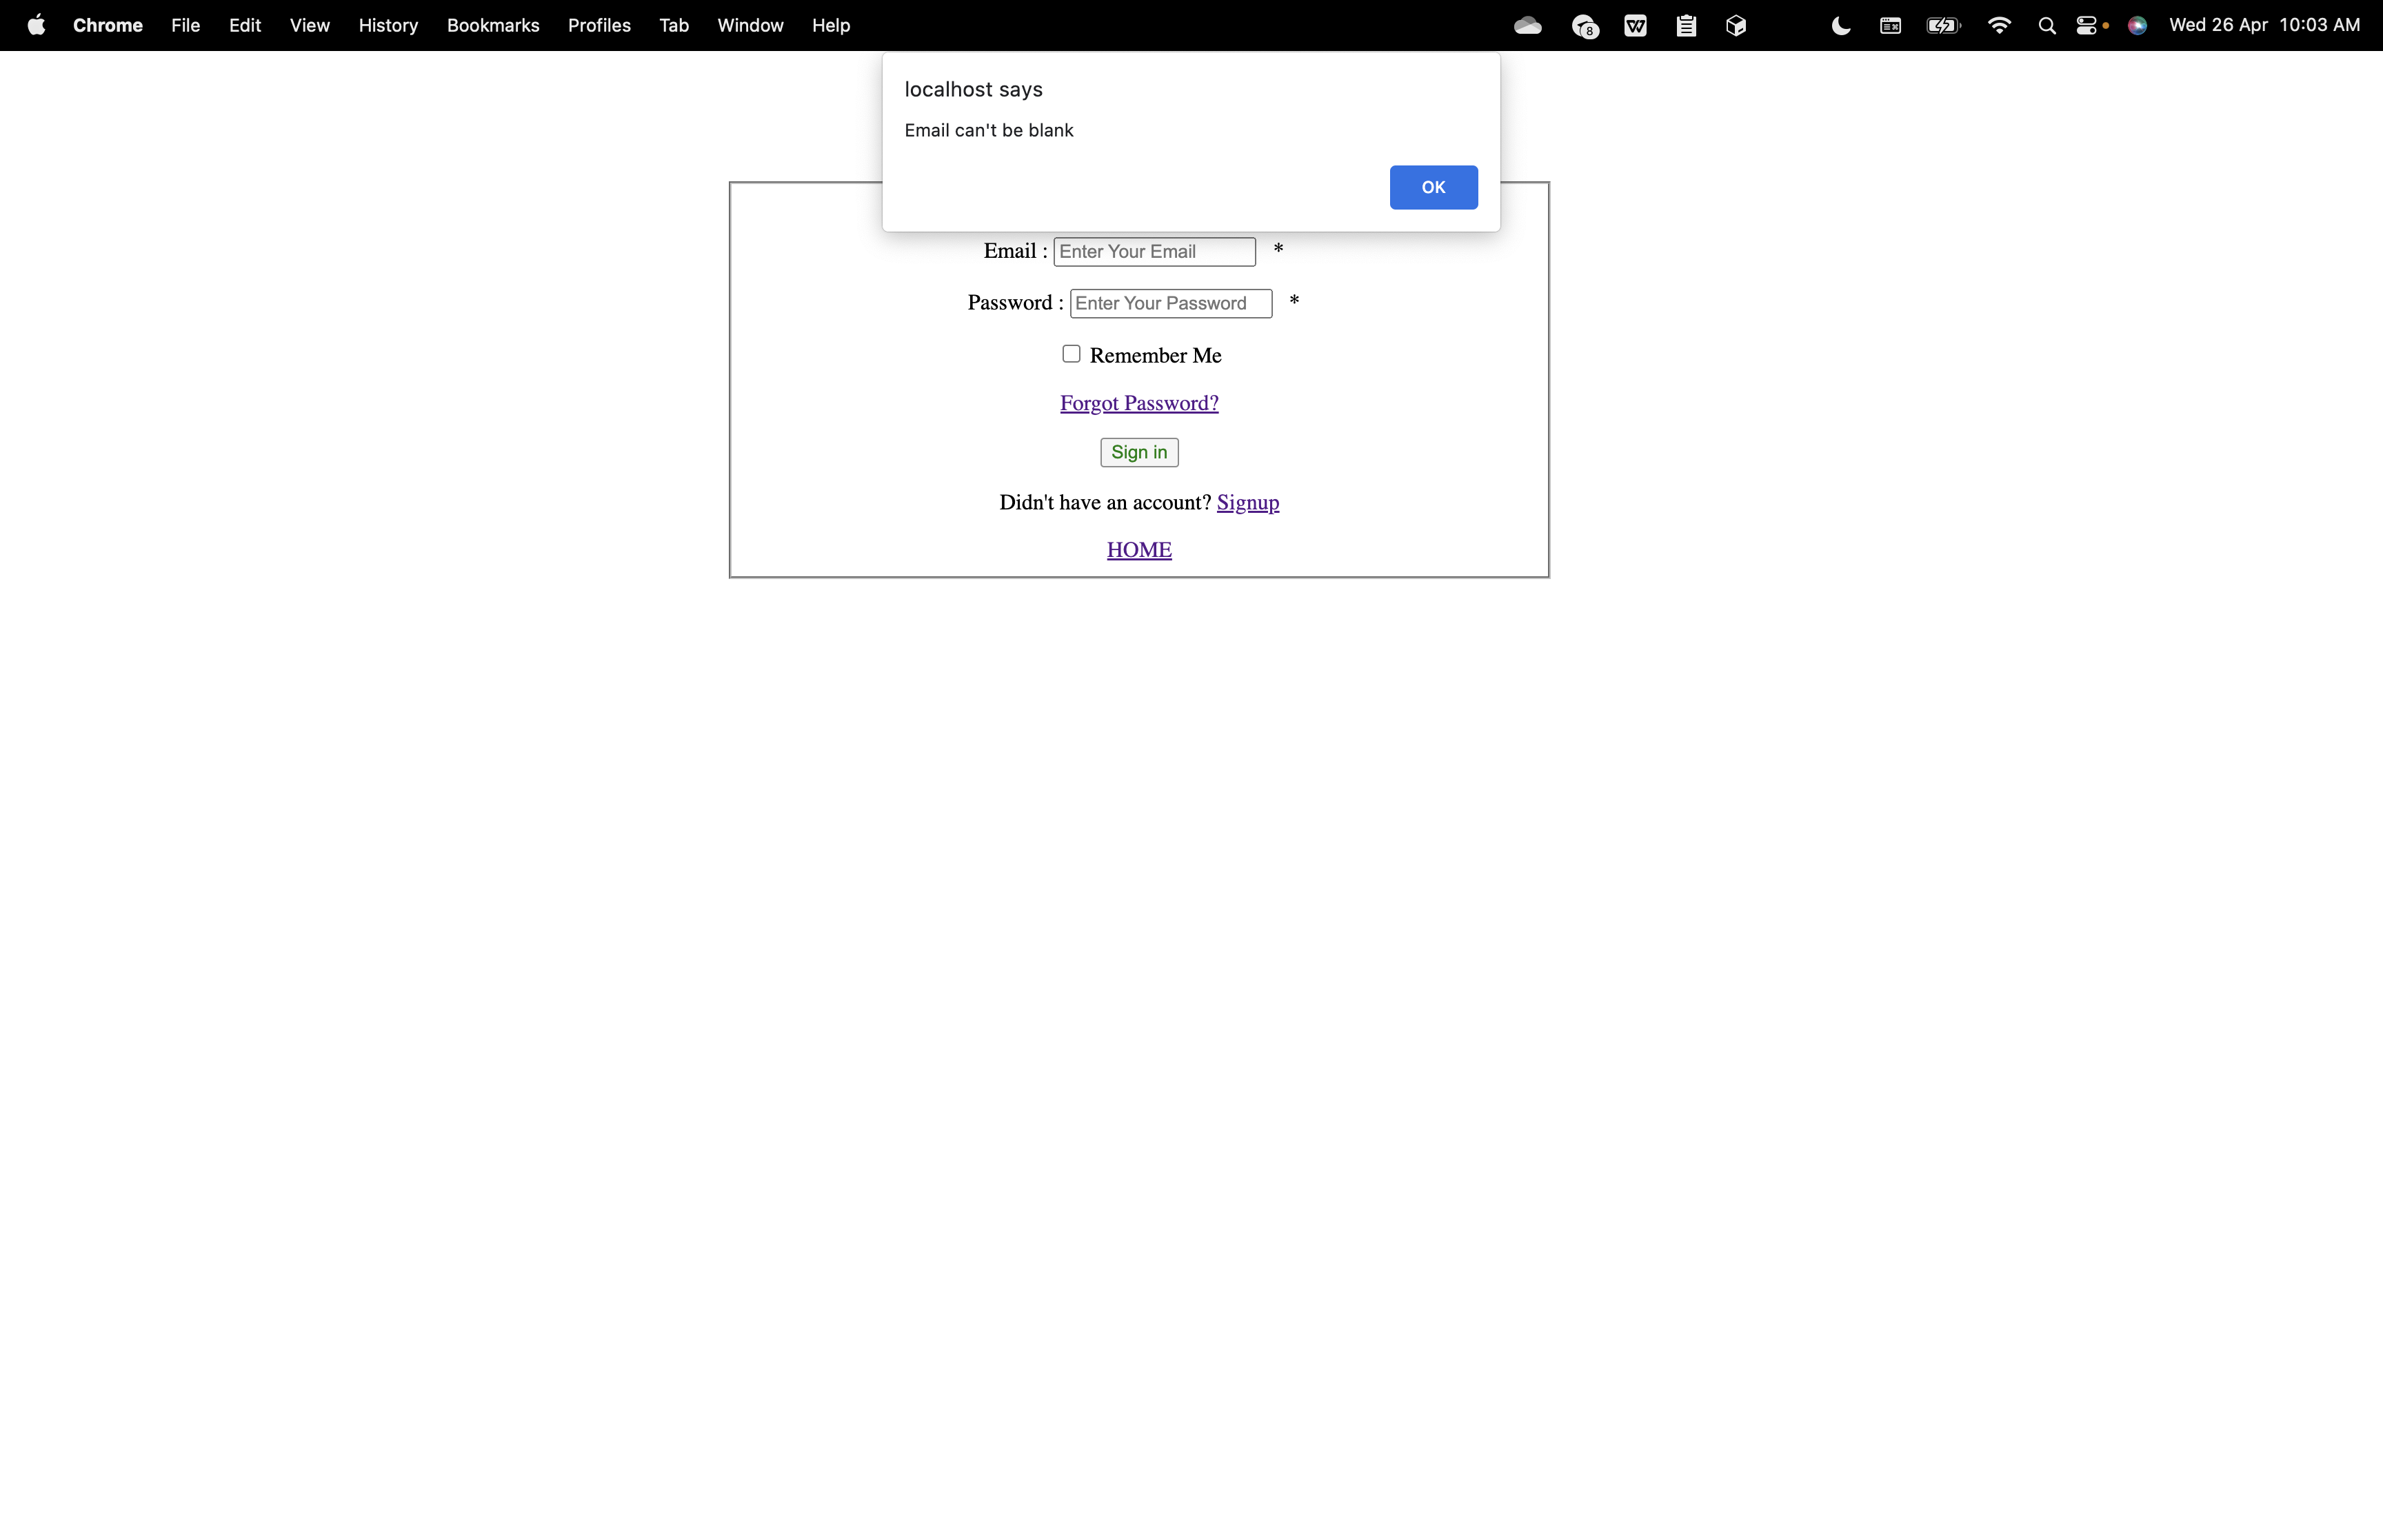 Chrome File Edit View History Bookmarks Profiles Tab Window Help 8 W Wed 26 Apr 10:03 AM
localhost says
Email can't be blank
OK
Email : Enter Your Email *
Password : Enter Your Password *
Remember Me
Forgot Password?
Sign in
Didn't have an account? Signup
HOME